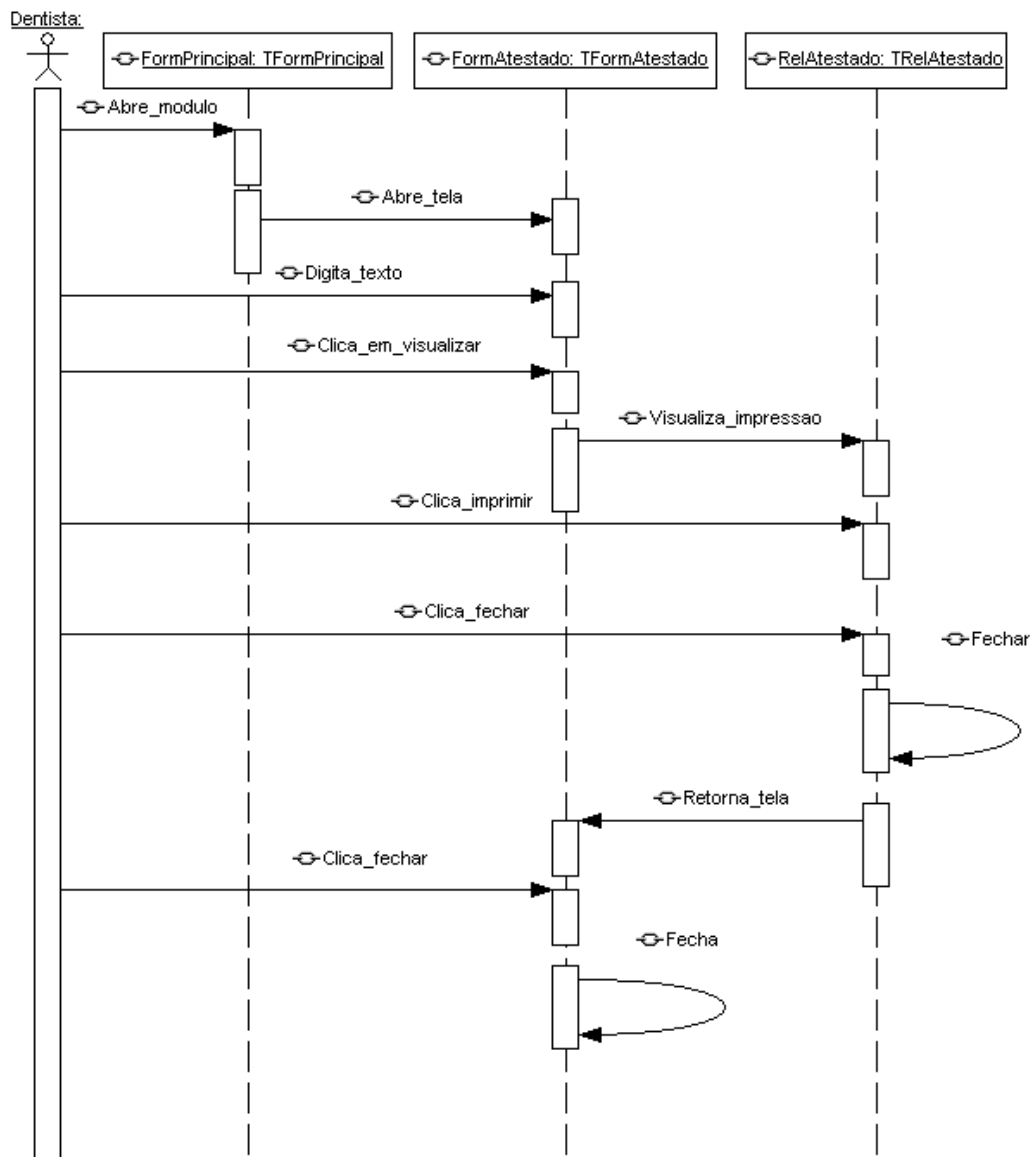 Dentista:
FormPrincipal: TFormPrincipal
FormAtestado: TFormAtestado
RelAtestado: TRelAtestado
Abre_modulo
Abre_tela
Digita_texto
Clica_em_visualizar
Visualiza_impressao
Clica_imprimir
Clica_fechar
Fechar
Retorna_tela
Clica_fechar
Fecha